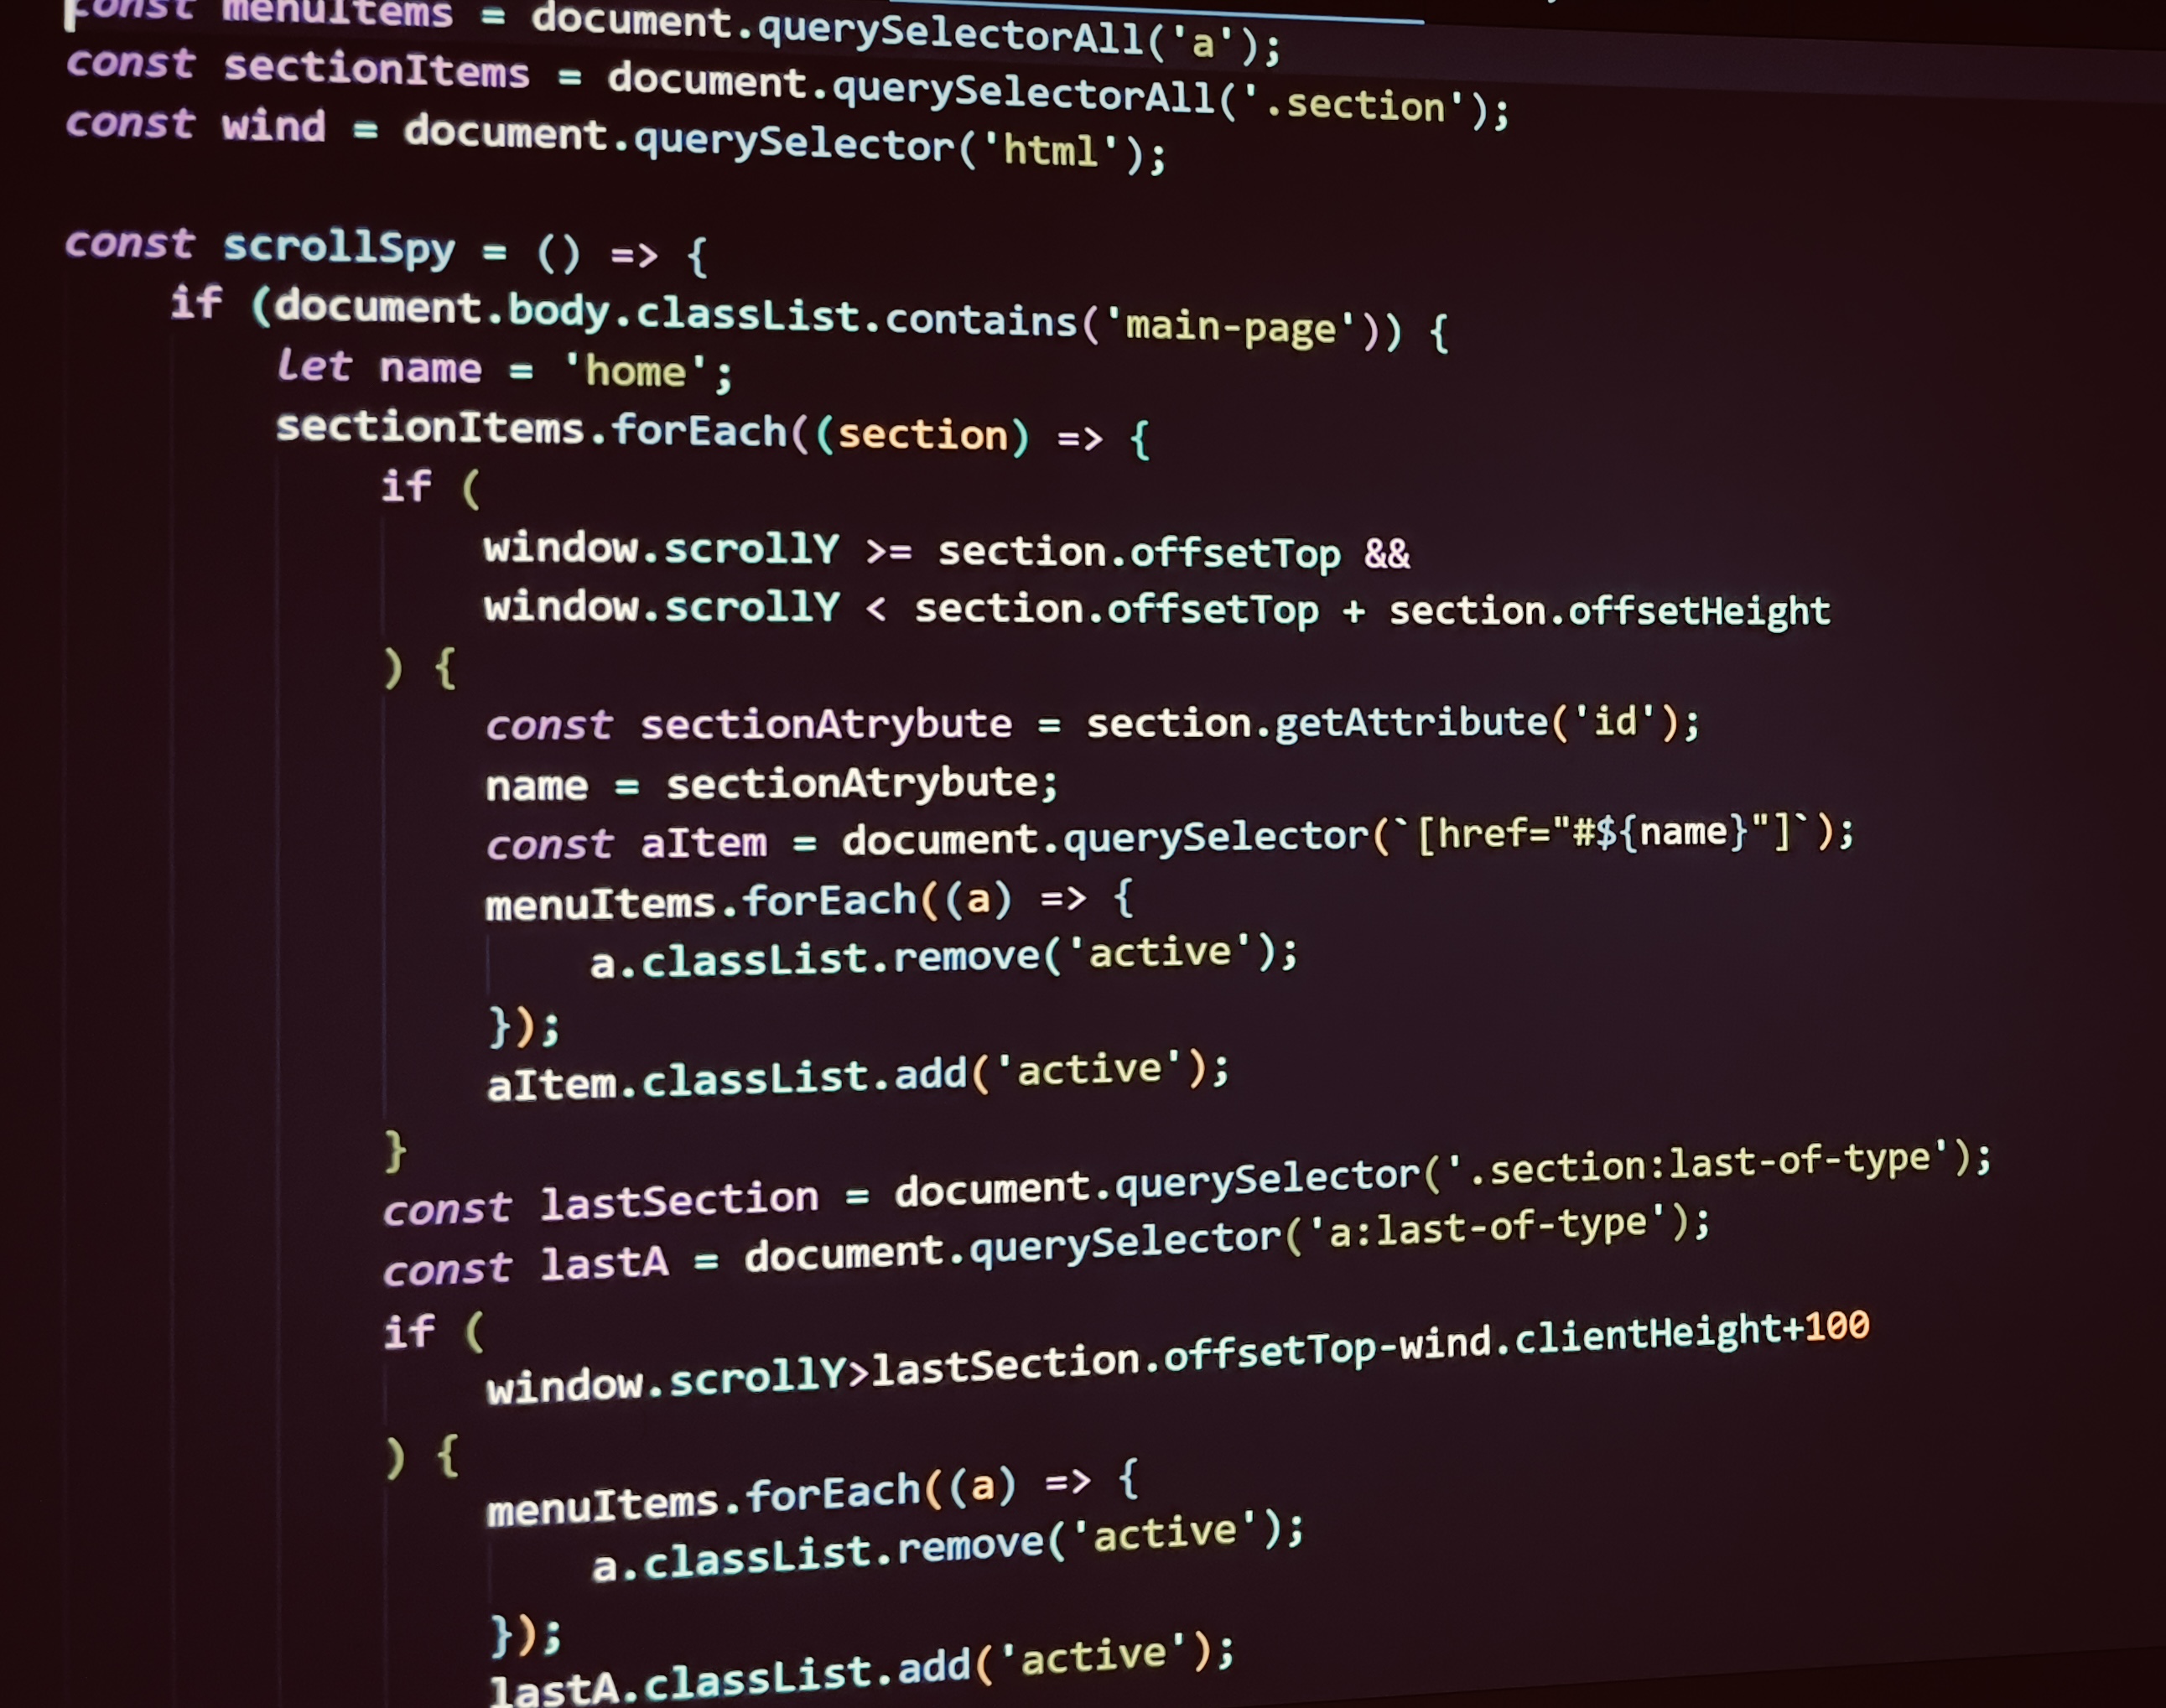 const menuItems = document.querySelectorAll('a');
const sectionItems = document.querySelectorAll('.section');
const wind = document.querySelector('html');
const scrollSpy = () => {
if (document.body.classList.contains('main-page')) {
let name = 'home';
sectionItems.forEach((section) => {
if (
window.scrollY >= section.offsetTop &&
window.scrollY < section.offsetTop + section.offsetHeight
) {
const sectionAtrybute = section.getAttribute('id');
name = sectionAtrybute;
const aItem = document.querySelector(`[href="#${name}"]`);
menuItems.forEach((a) => {
a.classList.remove('active');
});
aItem.classList.add('active');
}
const lastSection = document.querySelector('.section:last-of-type');
const lastA = document.querySelector('a:last-of-type');
if (
window.scrollY>lastSection.offsetTop-wind.clientHeight+100
) {
menuItems.forEach((a) => {
a.classList.remove('active');
});
lastA.classList.add('active');